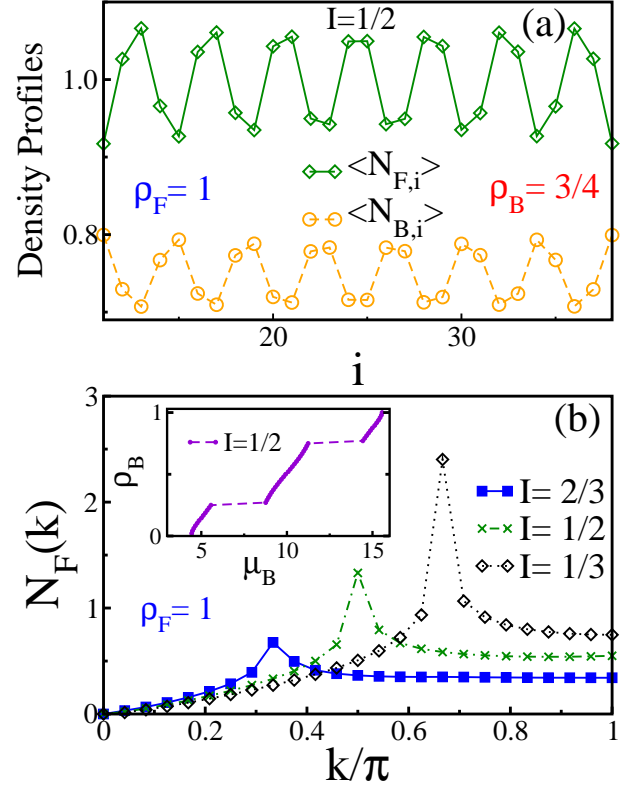 I=1/2
(a)
1.0
0.8
Density Profiles
<N_{F,i}>
<N_{B,i}>
ρ_F= 1
ρ_B= 3/4
20
30
i
3
2
1
0
N_F(k)
(b)
1
0
ρ_B
I=1/2
5
10
15
μ_B
I= 2/3
I= 1/2
I= 1/3
ρ_F= 1
0
0.2
0.4
0.6
0.8
1
k/π